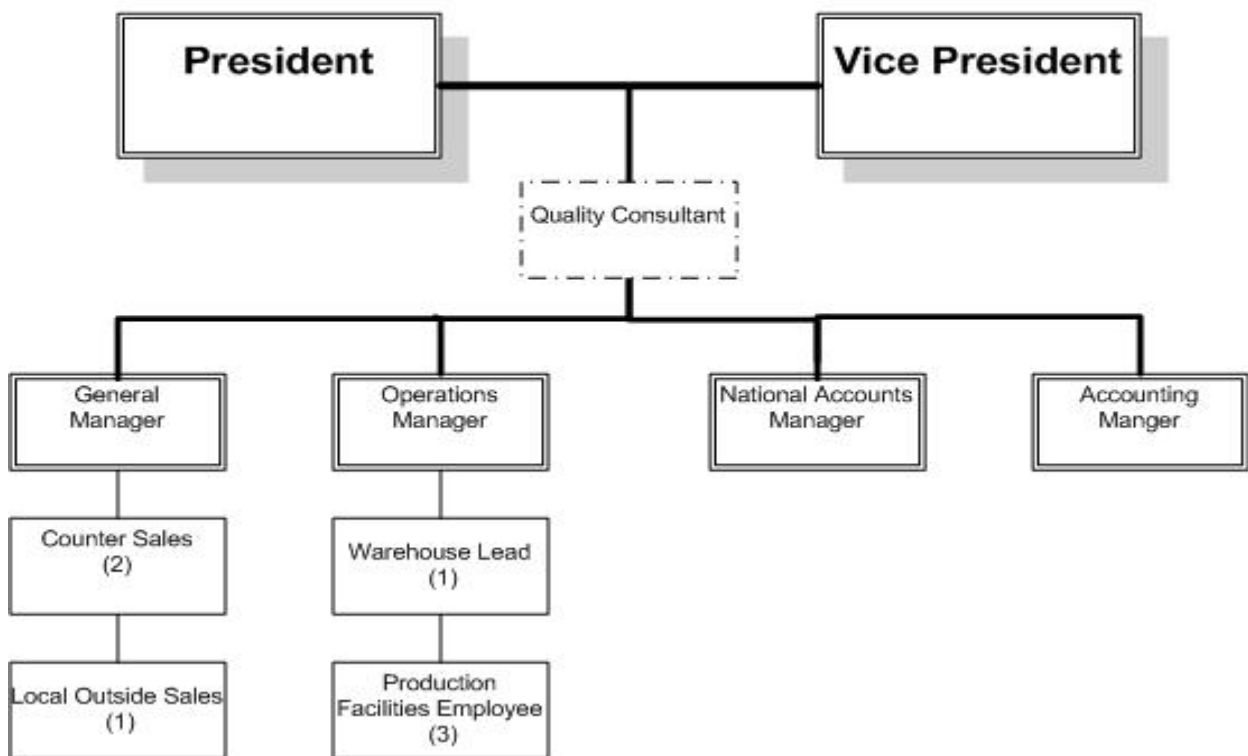 President
Vice President
Quality Consultant
General
Manager
Operations
Manager
National Accounts
Manager
Accounting
Manger
Counter Sales
(2)
Warehouse Lead
(1)
Local Outside Sales
(1)
Production
Facilities Employee
(3)